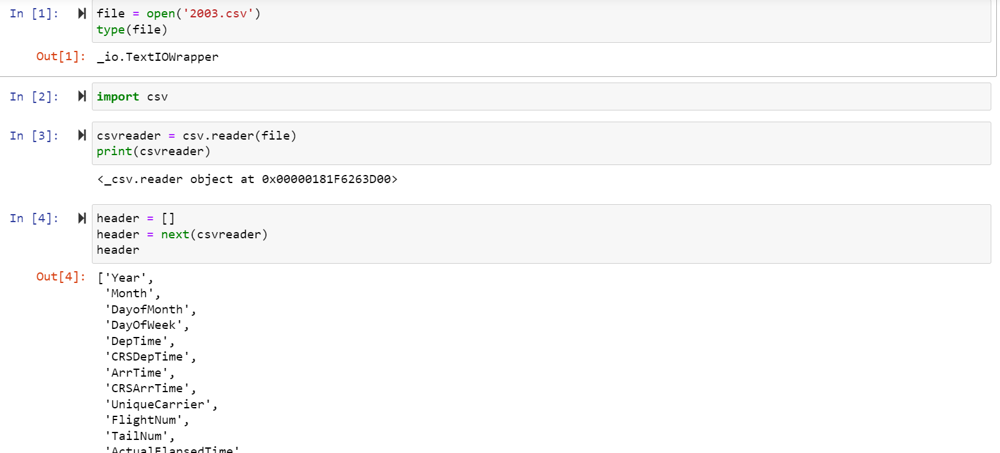 In [1]: file = open('2003.csv')
type(file)
Out[1]: _io.TextIOWrapper
In [2]: import csv
In [3]: csvreader = csv.reader(file)
print(csvreader)
<_csv.reader object at 0x00000181F6263D00>
In [4]: header = []
header = next(csvreader)
header
Out[4]: ['Year',
'Month',
'DayofMonth',
'DayOfWeek',
'DepTime',
'CRSDepTime',
'ArrTime',
'CRSArrTime',
'UniqueCarrier',
'FlightNum',
'TailNum',
'ActualElapsedTime'